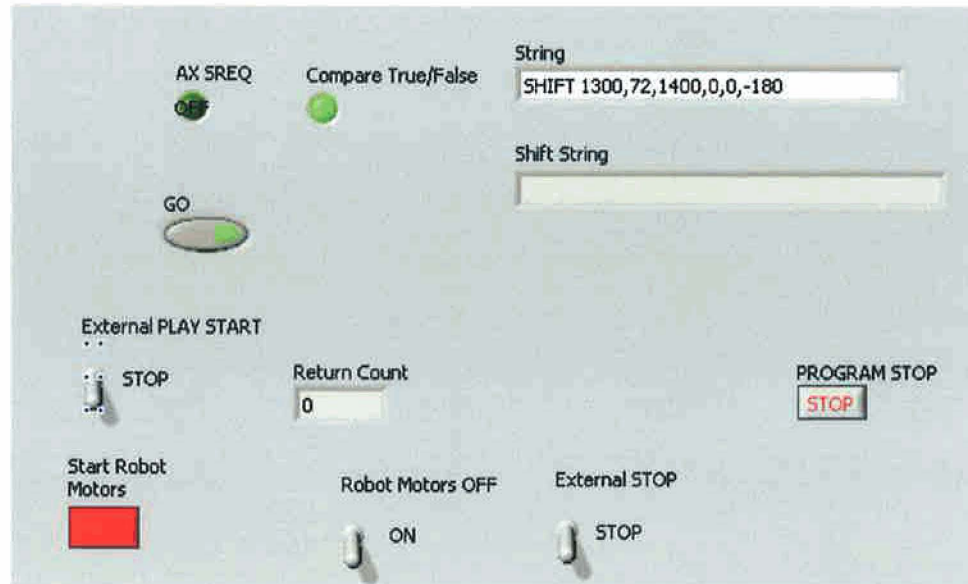 String
AX SREQ
Compare True/False
SHIFT 1300,72,1400,0,0,-180
OFF
Shift String
GO
External PLAY START
STOP
Return Count
0
PROGRAM STOP
STOP
Start Robot
Motors
Robot Motors OFF
ON
External STOP
STOP